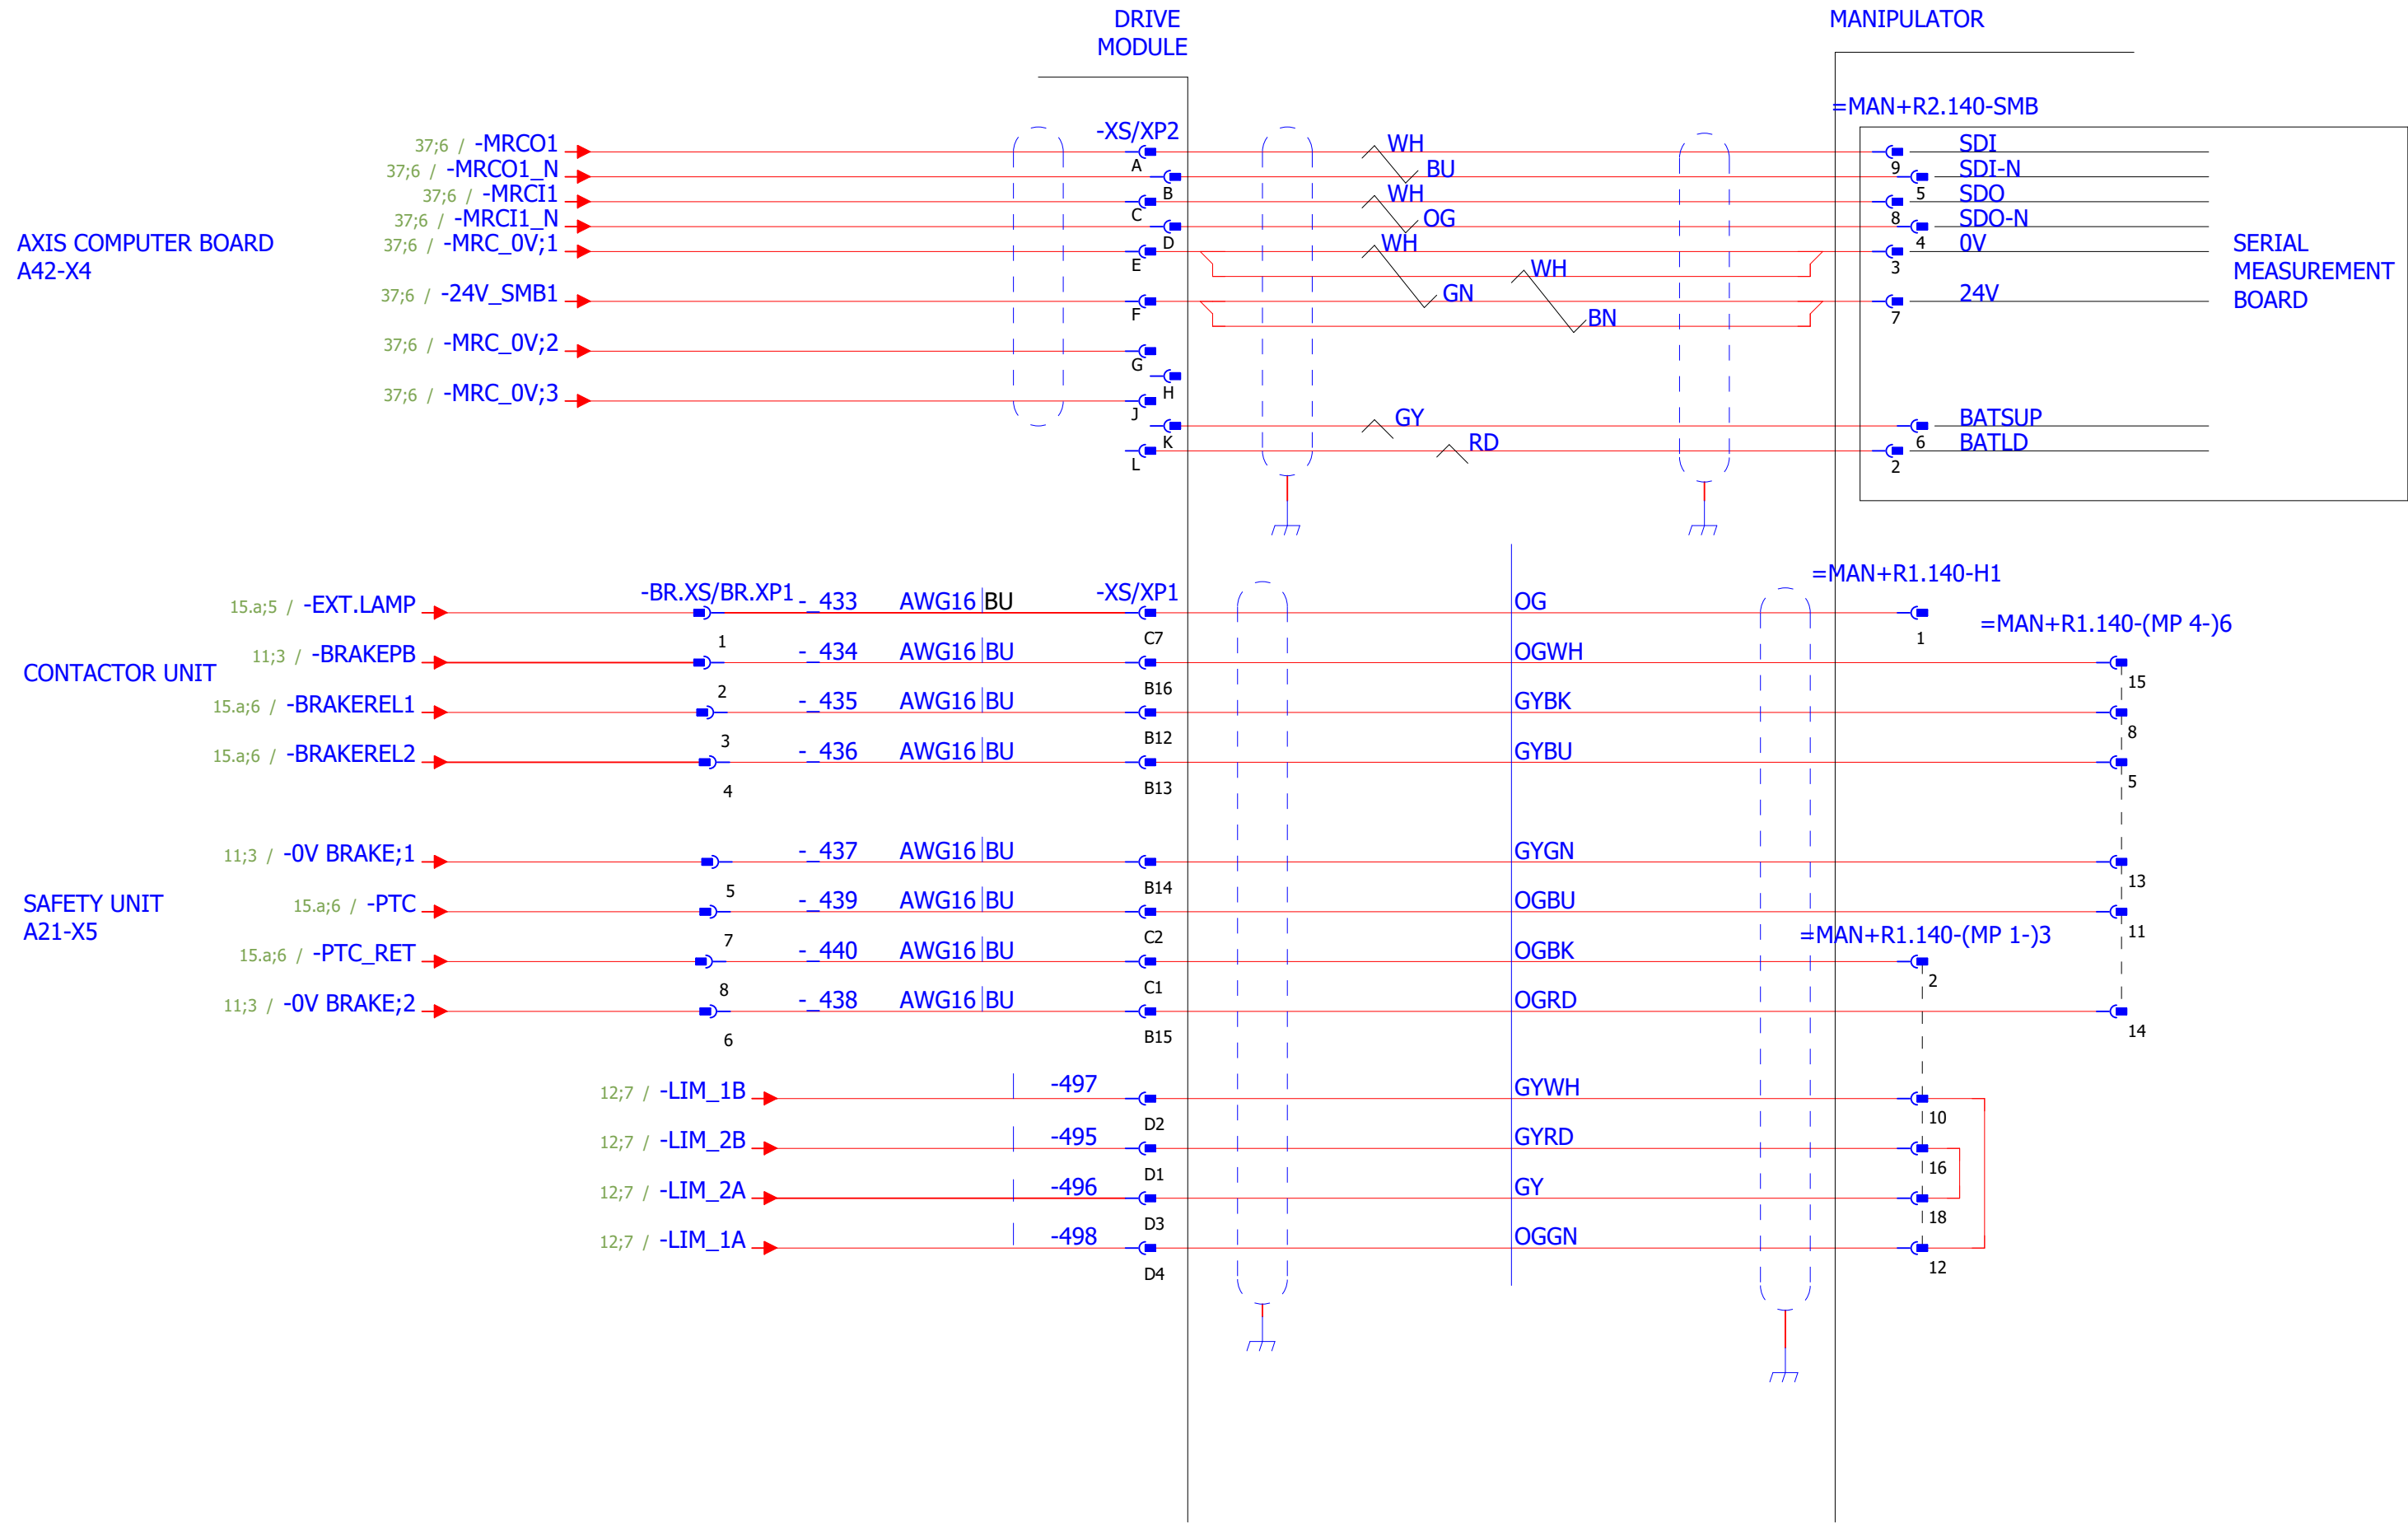 DRIVE
MODULE
MANIPULATOR
=MAN+R2.140-SMB
-XS/XP2
37;6 / -MRCO1
A
WH
9
SDI
37;6 / -MRCO1_N
B
BU
5
SDI-N
37;6 / -MRCI1
C
WH
8
SDO
37;6 / -MRCI1_N
D
OG
4
SDO-N
AXIS COMPUTER BOARD
A42-X4
37;6 / -MRC_0V;1
E
WH
WH
3
0V
SERIAL
MEASUREMENT
BOARD
37;6 / -24V_SMB1
F
GN
BN
7
24V
37;6 / -MRC_0V;2
G
H
37;6 / -MRC_0V;3
J
K
GY
6
BATSUP
L
RD
2
BATLD
-BR.XS/BR.XP1
-XS/XP1
=MAN+R1.140-H1
=MAN+R1.140-(MP 4-)6
CONTACTOR UNIT
15.a;5 / -EXT.LAMP
1
-_433 AWG16 BU
C7
OG
1
11;3 / -BRAKEPB
2
-_434 AWG16 BU
B16
OGWH
15
15.a;6 / -BRAKEREL1
3
-_435 AWG16 BU
B12
GYBK
8
15.a;6 / -BRAKEREL2
4
-_436 AWG16 BU
B13
GYBU
5
SAFETY UNIT
A21-X5
11;3 / -0V BRAKE;1
5
-_437 AWG16 BU
B14
GYGN
13
15.a;6 / -PTC
7
-_439 AWG16 BU
C2
OGBU
11
=MAN+R1.140-(MP 1-)3
15.a;6 / -PTC_RET
8
-_440 AWG16 BU
C1
OGBK
2
11;3 / -0V BRAKE;2
6
-_438 AWG16 BU
B15
OGRD
14
12;7 / -LIM_1B
-497
D2
GYWH
10
12;7 / -LIM_2B
-495
D1
GYRD
16
12;7 / -LIM_2A
-496
D3
GY
18
12;7 / -LIM_1A
-498
D4
OGGN
12